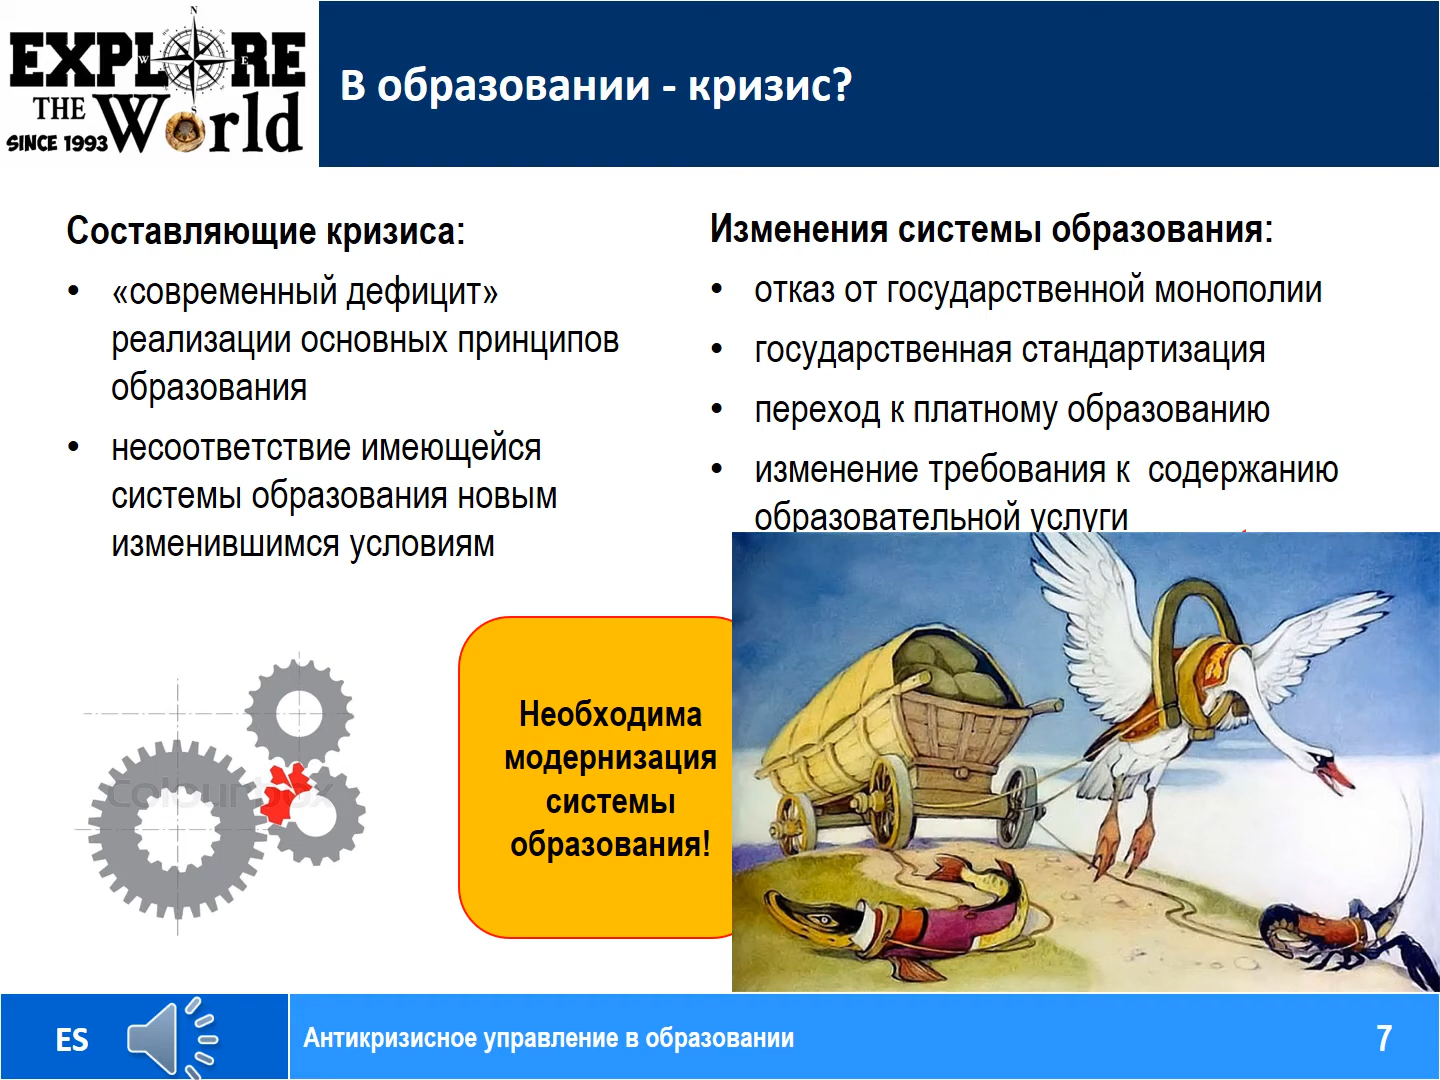 N
EXPLORE
W
E
THE
S
World
SINCE 1993
В образовании - кризис?
Составляющие кризиса:
• «современный дефицит»
реализации основных принципов
образования
• несоответствие имеющейся
системы образования новым
изменившимся условиям
Изменения системы образования:
• отказ от государственной монополии
• государственная стандартизация
• переход к платному образованию
• изменение требования к содержанию
образовательной услуги
Colourbox
Необходима
модернизация
системы
образования!
ES
Антикризисное управление в образовании
7